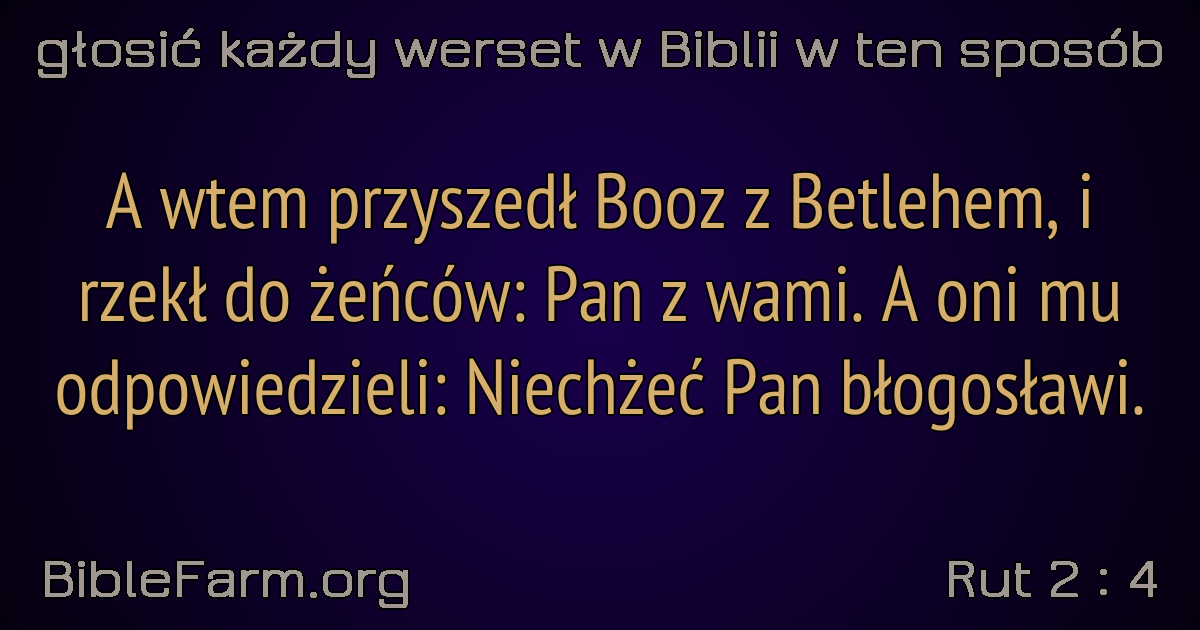 głosić każdy werset w Biblii w ten sposób
A wtem przyszedł Booz z Betlehem, i
rzekł do żeńców: Pan z wami. A oni mu
odpowiedzieli: Niechżeć Pan błogosławi.
BibleFarm.org
Rut 2 : 4